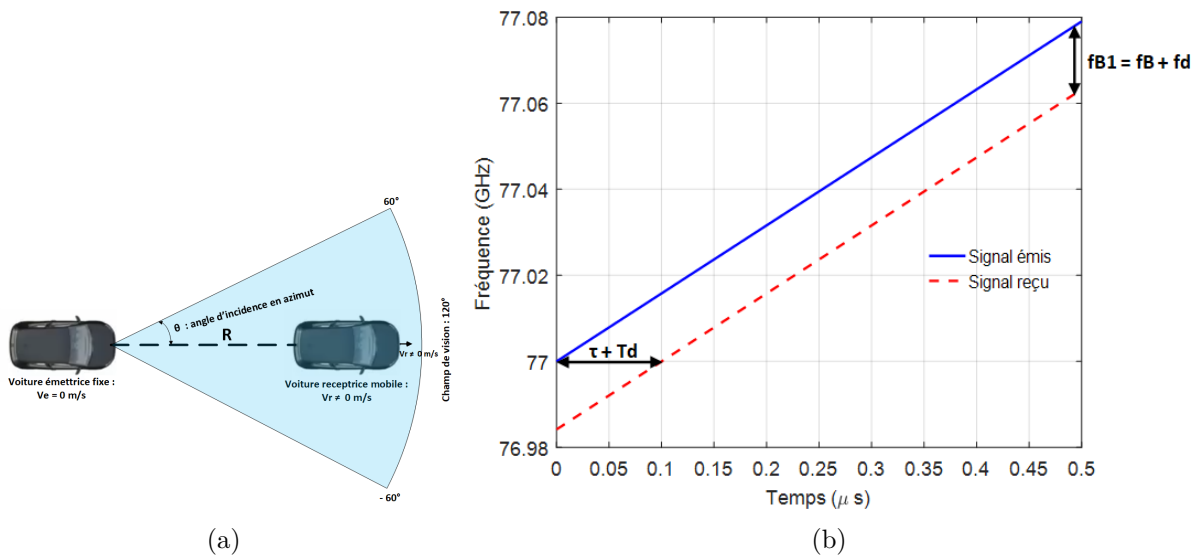 60°
θ : angle d'incidence en azimut
R
Vr ≠ 0 m/s
Champ de vision : 120°
Voiture émettrice fixe :
Ve = 0 m/s
Voiture receptrice mobile :
Vr ≠ 0 m/s
- 60°
(a)
77.08
77.06
77.04
77.02
77
76.98
Fréquence (GHz)
fB1 = fB + fd
Signal émis
Signal reçu
τ + Td
0 0.05 0.1 0.15 0.2 0.25 0.3 0.35 0.4 0.45 0.5
Temps (μ s)
(b)